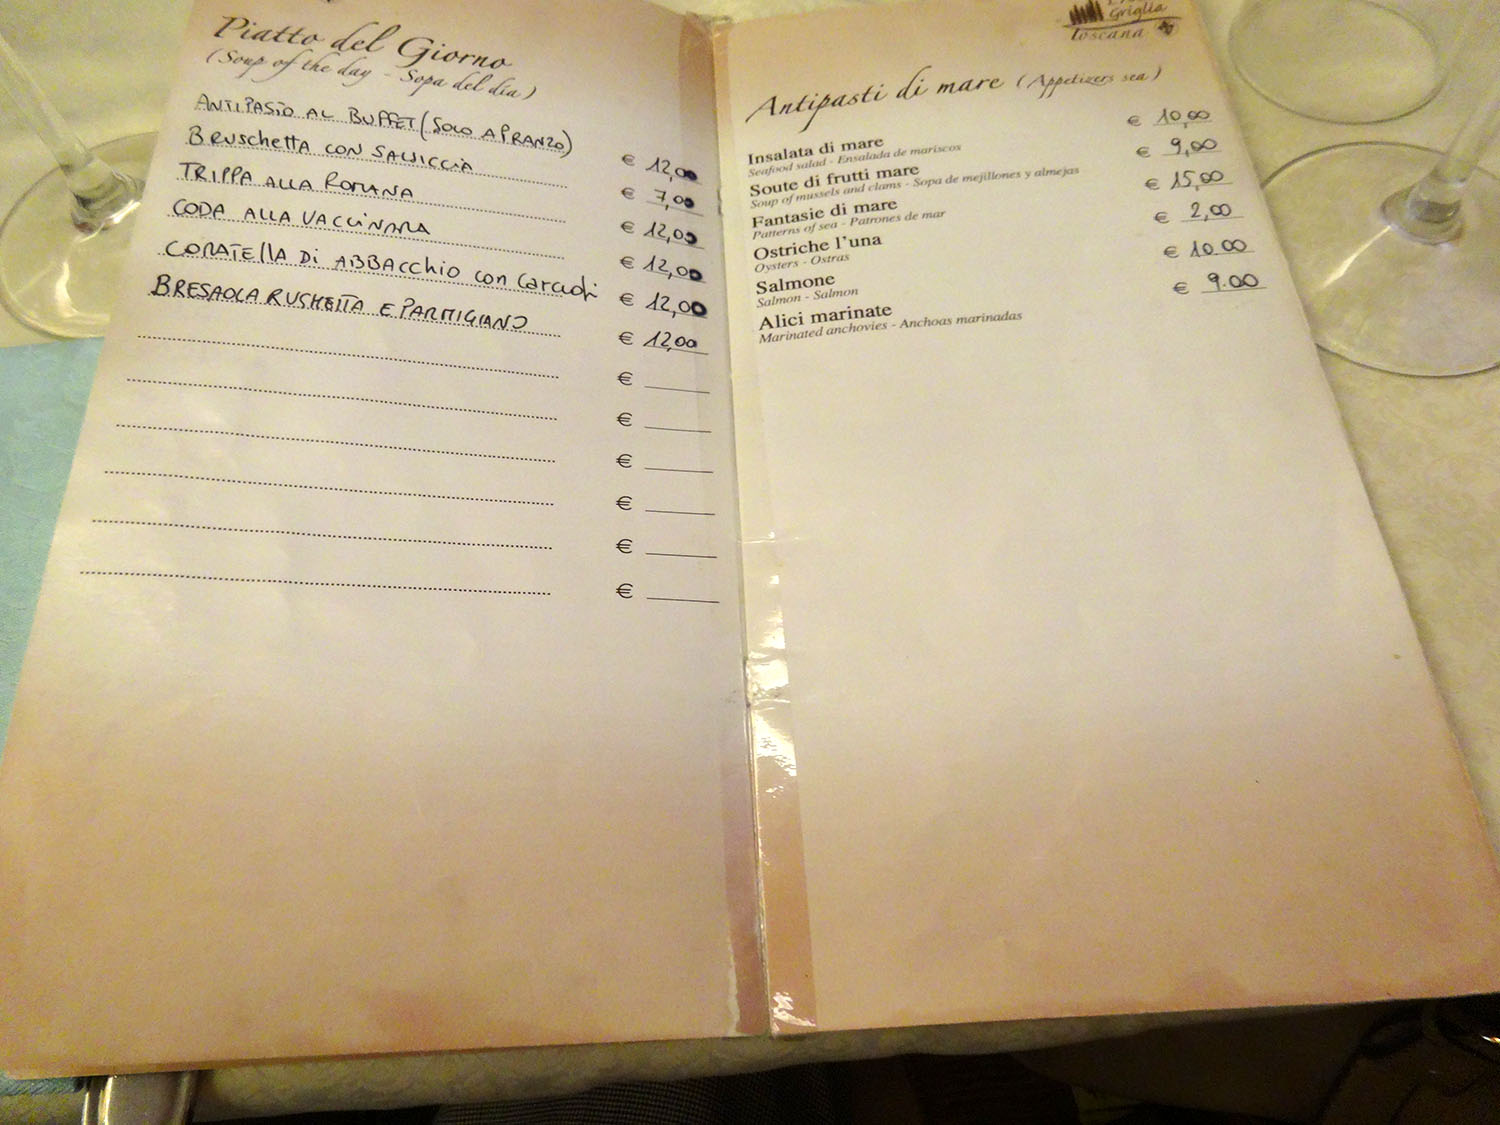 Piatto del Giorno
(Soup of the day - Sopa del dia)
ANTIPASTO AL BUFFET (SOLO A PRANZO) € 12,00
BRUSCHETTA CON SALSICCIA € 7,00
TRIPPA ALLA ROMANA € 12,00
CODA ALLA VACCINARA € 12,00
CORATELLA DI ABBACCHIO CON CARCIOFI € 12,00
BRESAOLA RUSHETTA E PARMIGIANO € 12,00
€
€
€
€
€
€
Griglia
Toscana
Antipasti di mare (Appetizers sea)
Insalata di mare € 10,00
Seafood salad - Ensalada de mariscos
Soute di frutti mare € 9,00
Soup of mussels and clams - Sopa de mejillones y almejas
Fantasie di mare € 15,00
Patterns of sea - Patrones de mar
Ostriche l'una € 2,00
Oysters - Ostras
Salmone € 10.00
Salmon - Salmon
Alici marinate € 9.00
Marinated anchovies - Anchoas marinadas